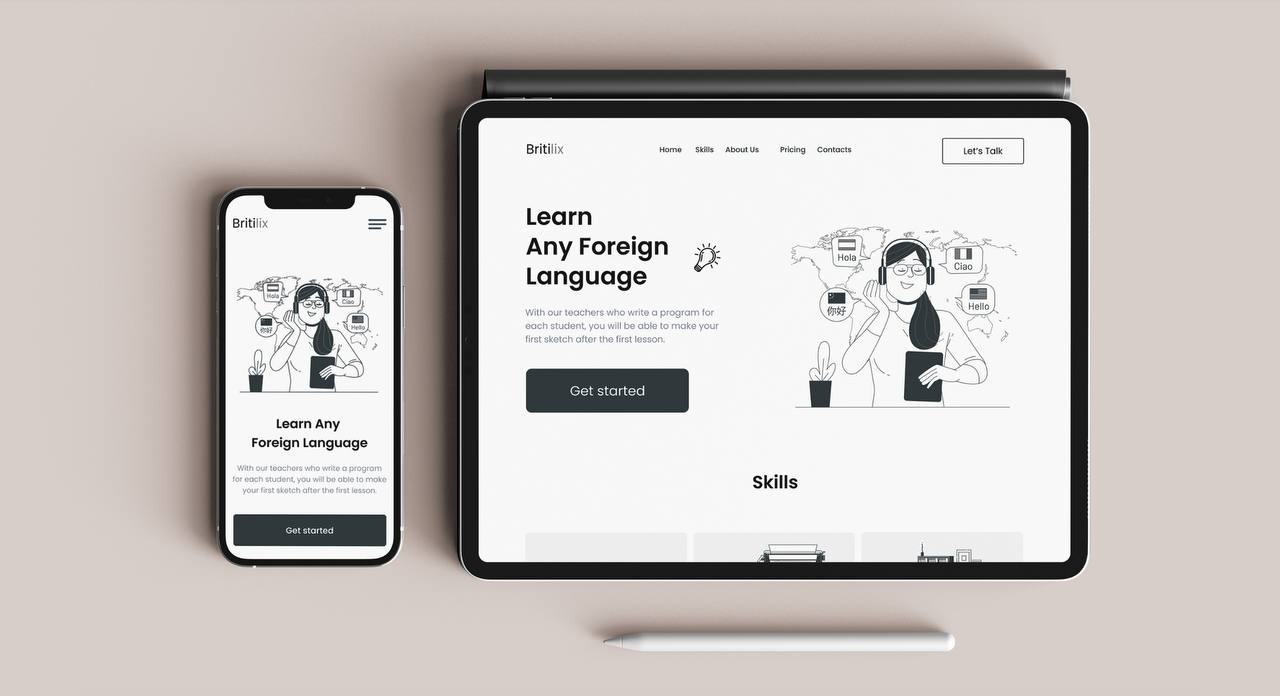 Britilix
Learn Any
Foreign Language
With our teachers who write a program
for each student, you will be able to make
your first sketch after the first lesson.
Get started
Hola
Ciao
你好
Hello
Britilix
Home Skills About Us Pricing Contacts
Let's Talk
Learn
Any Foreign
Language
With our teachers who write a program for
each student, you will be able to make your
first sketch after the first lesson.
Get started
Hola
Ciao
你好
Hello
Skills